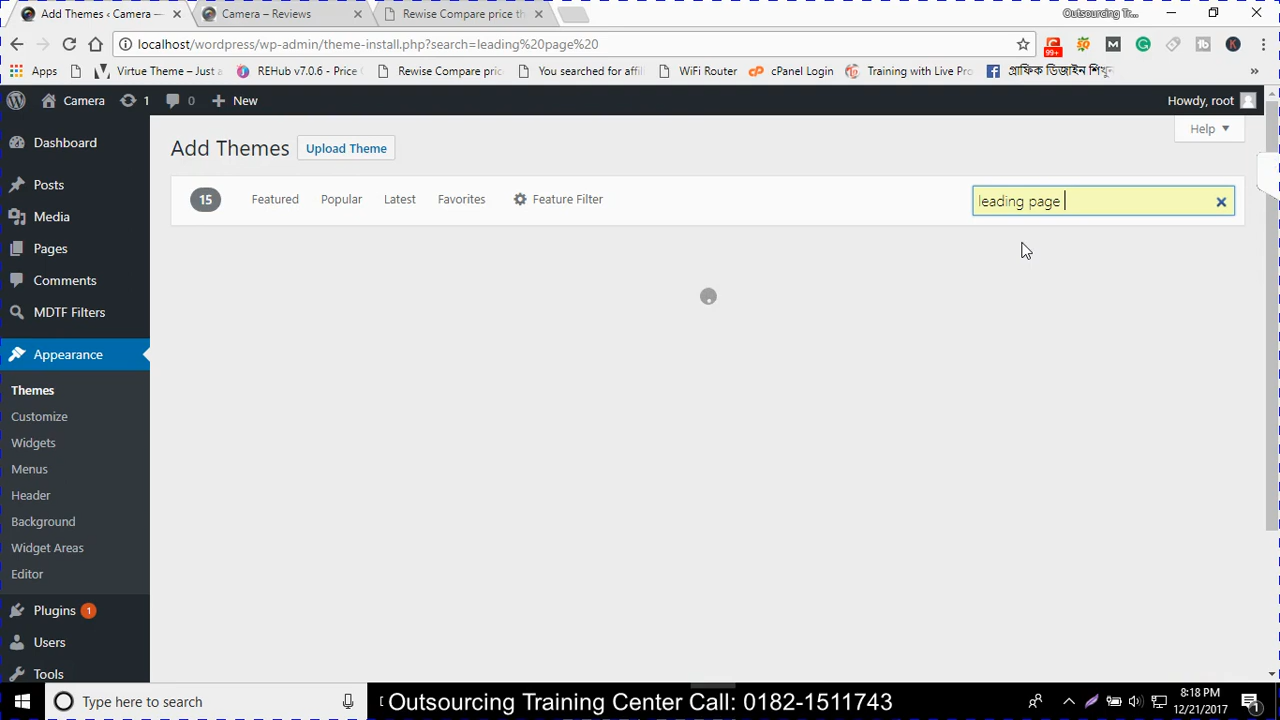 Add Themes ‹ Camera —
Camera – Reviews
Rewise Compare price th
Outsourcing Tr...
localhost/wordpress/wp-admin/theme-install.php?search=leading%20page%20
99+
Apps
Virtue Theme – Just a
REHub v7.0.6 - Price
Rewise Compare pric
You searched for affil
WiFi Router
cPanel Login
Training with Live Pro
গ্রাফিক ডিজাইন শিখুন
Camera
1
0
New
Howdy, root
Dashboard
Posts
Media
Pages
Comments
MDTF Filters
Appearance
Themes
Customize
Widgets
Menus
Header
Background
Widget Areas
Editor
Plugins 1
Users
Tools
Add Themes
Upload Theme
Help
15
Featured
Popular
Latest
Favorites
Feature Filter
leading page
Type here to search
Outsourcing Training Center Call: 0182-1511743
8:18 PM
12/21/2017
1